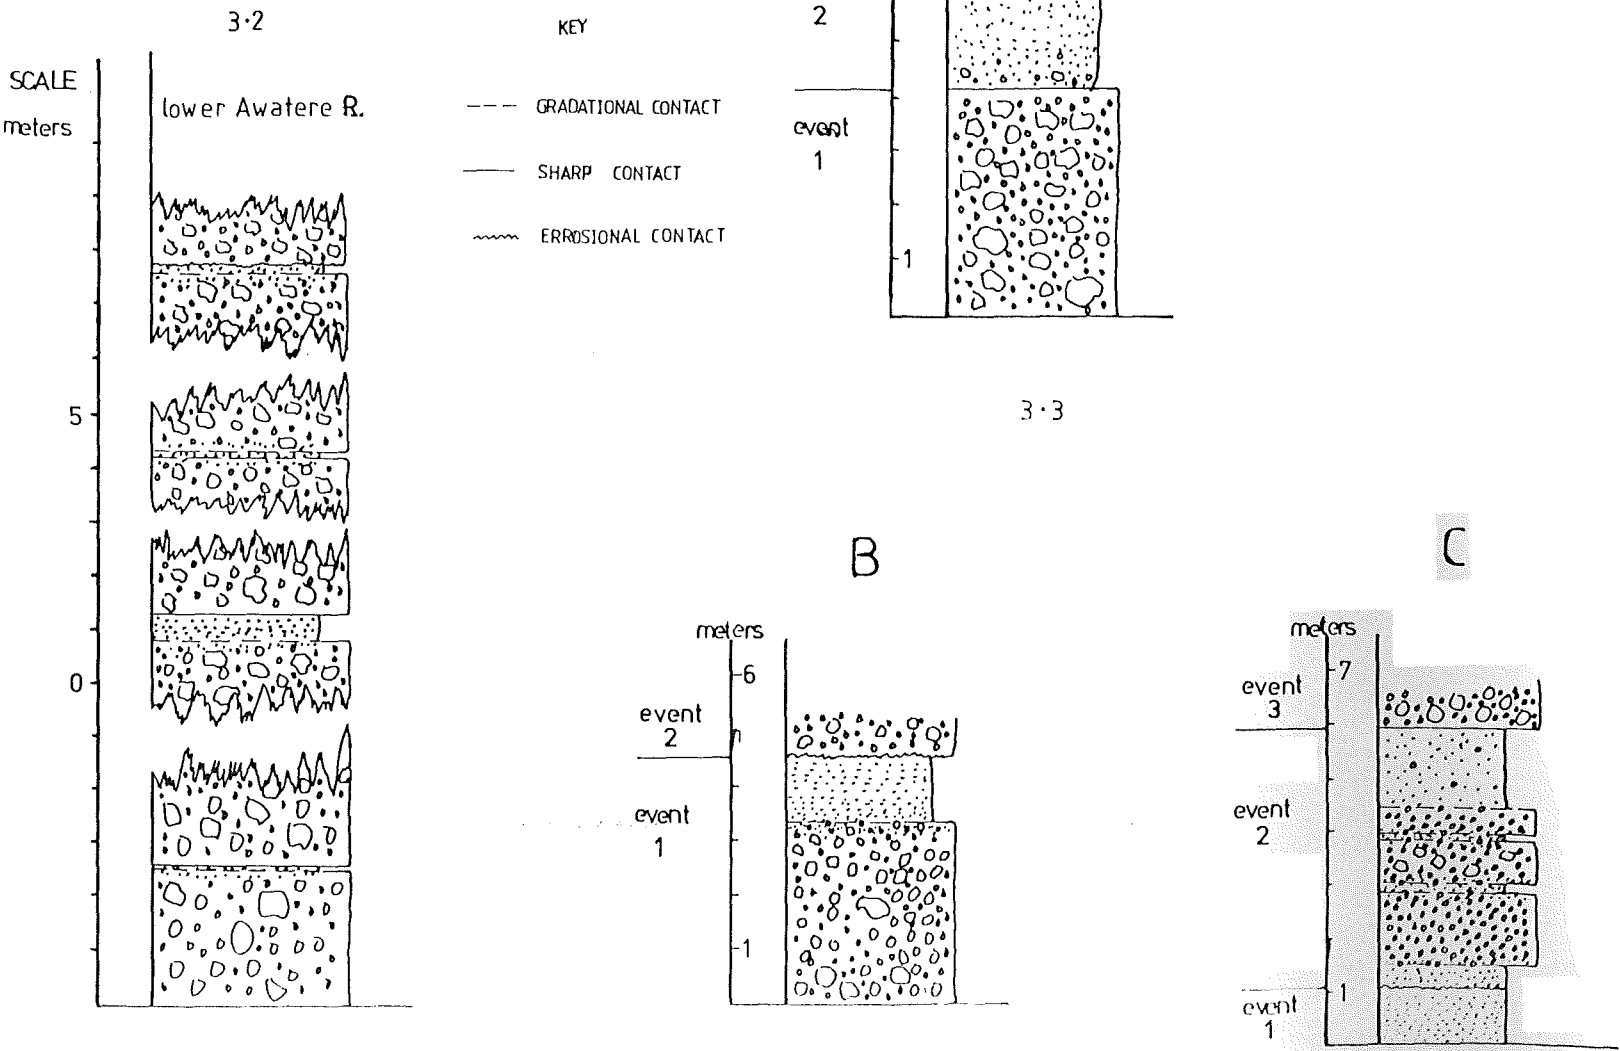 3·2
SCALE
meters
lower Awatere R.
5
0
KEY
GRADATIONAL CONTACT
SHARP CONTACT
ERROSIONAL CONTACT
2
event
1
1
3·3
B
meters
6
event
2
event
1
1
C
meters
7
event
3
event
2
1
event
1